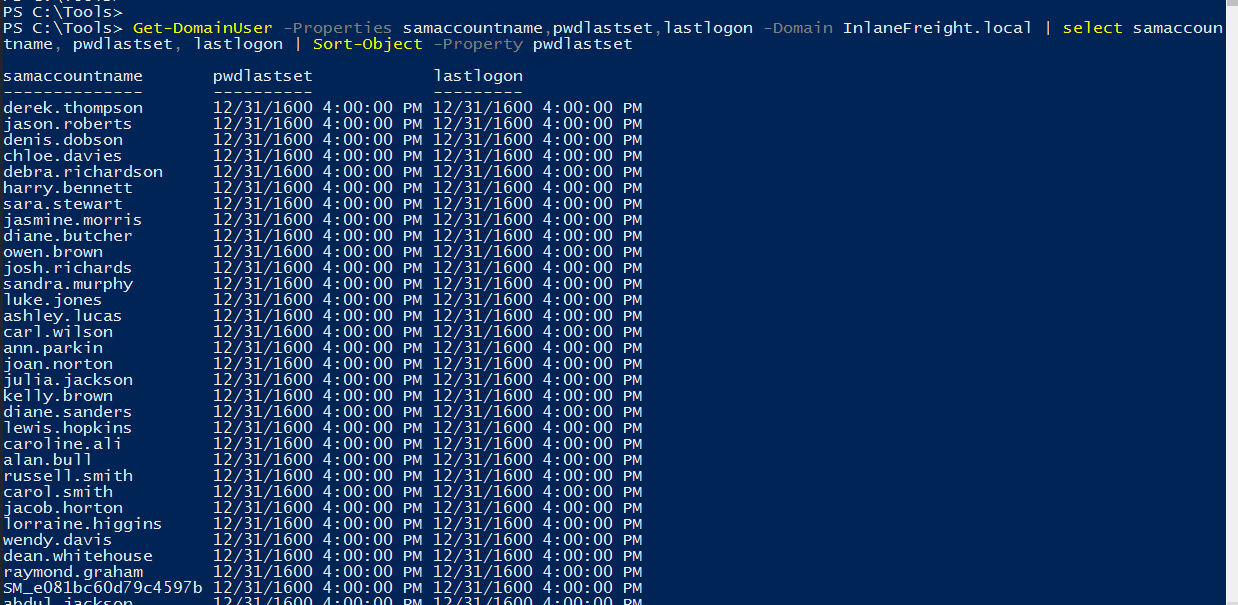 PS C:\Tools>
PS C:\Tools> Get-DomainUser -Properties samaccountname,pwdlastset,lastlogon -Domain InlaneFreight.local | select samaccoun
tname, pwdlastset, lastlogon | Sort-Object -Property pwdlastset
samaccountname pwdlastset lastlogon
-------------- ---------- ---------
derek.thompson 12/31/1600 4:00:00 PM 12/31/1600 4:00:00 PM
jason.roberts 12/31/1600 4:00:00 PM 12/31/1600 4:00:00 PM
denis.dobson 12/31/1600 4:00:00 PM 12/31/1600 4:00:00 PM
chloe.davies 12/31/1600 4:00:00 PM 12/31/1600 4:00:00 PM
debra.richardson 12/31/1600 4:00:00 PM 12/31/1600 4:00:00 PM
harry.bennett 12/31/1600 4:00:00 PM 12/31/1600 4:00:00 PM
sara.stewart 12/31/1600 4:00:00 PM 12/31/1600 4:00:00 PM
jasmine.morris 12/31/1600 4:00:00 PM 12/31/1600 4:00:00 PM
diane.butcher 12/31/1600 4:00:00 PM 12/31/1600 4:00:00 PM
owen.brown 12/31/1600 4:00:00 PM 12/31/1600 4:00:00 PM
josh.richards 12/31/1600 4:00:00 PM 12/31/1600 4:00:00 PM
sandra.murphy 12/31/1600 4:00:00 PM 12/31/1600 4:00:00 PM
luke.jones 12/31/1600 4:00:00 PM 12/31/1600 4:00:00 PM
ashley.lucas 12/31/1600 4:00:00 PM 12/31/1600 4:00:00 PM
carl.wilson 12/31/1600 4:00:00 PM 12/31/1600 4:00:00 PM
ann.parkin 12/31/1600 4:00:00 PM 12/31/1600 4:00:00 PM
joan.norton 12/31/1600 4:00:00 PM 12/31/1600 4:00:00 PM
julia.jackson 12/31/1600 4:00:00 PM 12/31/1600 4:00:00 PM
kelly.brown 12/31/1600 4:00:00 PM 12/31/1600 4:00:00 PM
diane.sanders 12/31/1600 4:00:00 PM 12/31/1600 4:00:00 PM
lewis.hopkins 12/31/1600 4:00:00 PM 12/31/1600 4:00:00 PM
caroline.ali 12/31/1600 4:00:00 PM 12/31/1600 4:00:00 PM
alan.bull 12/31/1600 4:00:00 PM 12/31/1600 4:00:00 PM
russell.smith 12/31/1600 4:00:00 PM 12/31/1600 4:00:00 PM
carol.smith 12/31/1600 4:00:00 PM 12/31/1600 4:00:00 PM
jacob.horton 12/31/1600 4:00:00 PM 12/31/1600 4:00:00 PM
lorraine.higgins 12/31/1600 4:00:00 PM 12/31/1600 4:00:00 PM
wendy.davis 12/31/1600 4:00:00 PM 12/31/1600 4:00:00 PM
dean.whitehouse 12/31/1600 4:00:00 PM 12/31/1600 4:00:00 PM
raymond.graham 12/31/1600 4:00:00 PM 12/31/1600 4:00:00 PM
SM_e081bc60d79c4597b 12/31/1600 4:00:00 PM 12/31/1600 4:00:00 PM
abdul.jackson 12/31/1600 4:00:00 PM 12/31/1600 4:00:00 PM